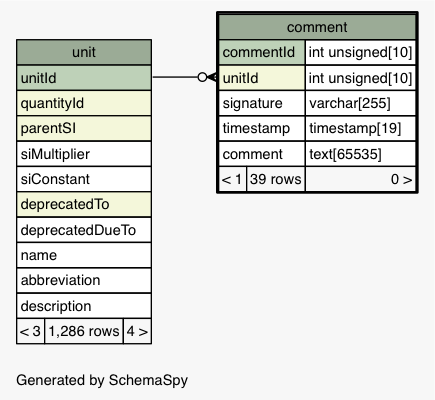 unit
unitId
quantityId
parentSI
siMultiplier
siConstant
deprecatedTo
deprecatedDueTo
name
abbreviation
description
< 3 1,286 rows 4 >
comment
commentId int unsigned[10]
unitId int unsigned[10]
signature varchar[255]
timestamp timestamp[19]
comment text[65535]
< 1 39 rows 0 >
Generated by SchemaSpy